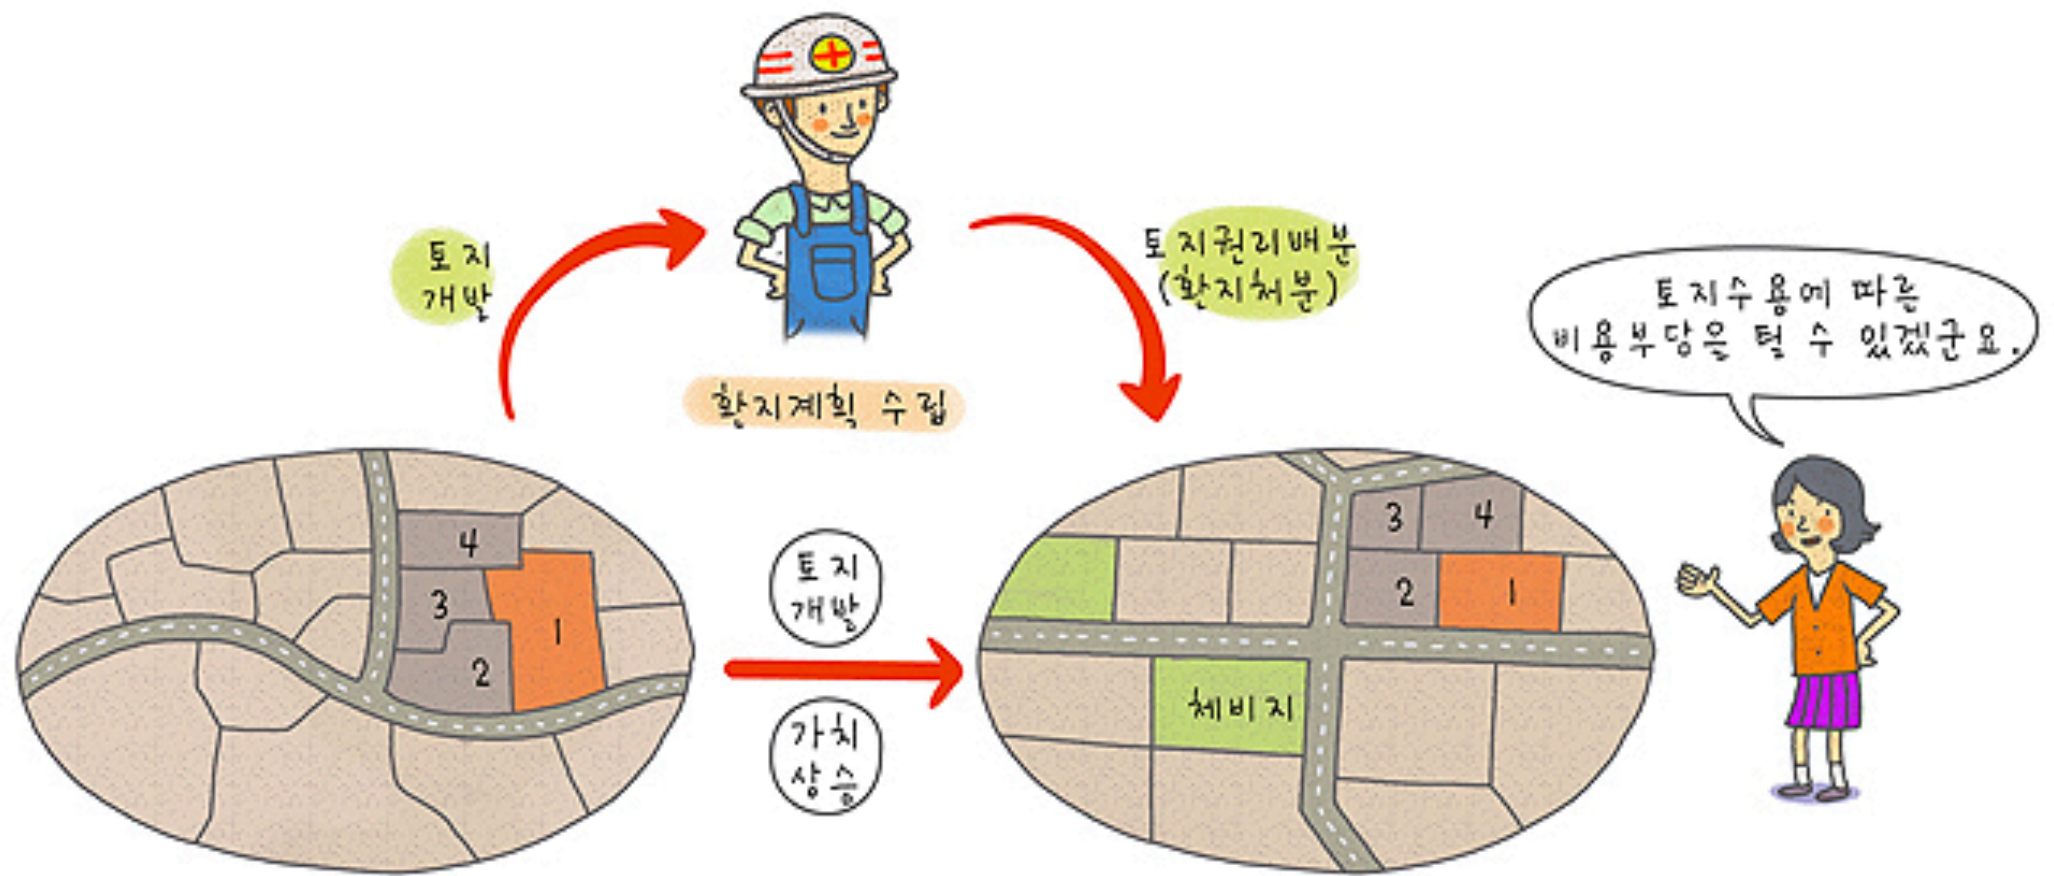 토지
개발
환지계획 수립
토지권리배분
(환지처분)
토지수용에 따른
비용부담을 덜 수 있겠군요.
4
3
2
1
토지
개발
가치
상승
3
4
2
1
체비지